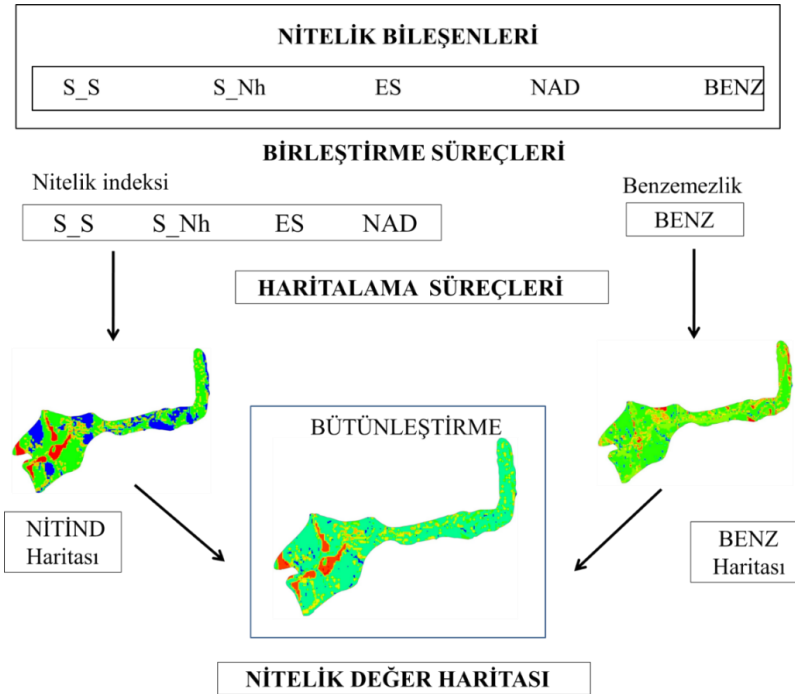 NİTELİK BİLEŞENLERİ
S_S S_Nh ES NAD BENZ
BİRLEŞTİRME SÜREÇLERİ
Nitelik indeksi
Benzemezlik
S_S S_Nh ES NAD
BENZ
HARİTALAMA SÜREÇLERİ
BÜTÜNLEŞTİRME
NİTİND
Haritası
BENZ
Haritası
NİTELİK DEĞER HARİTASI